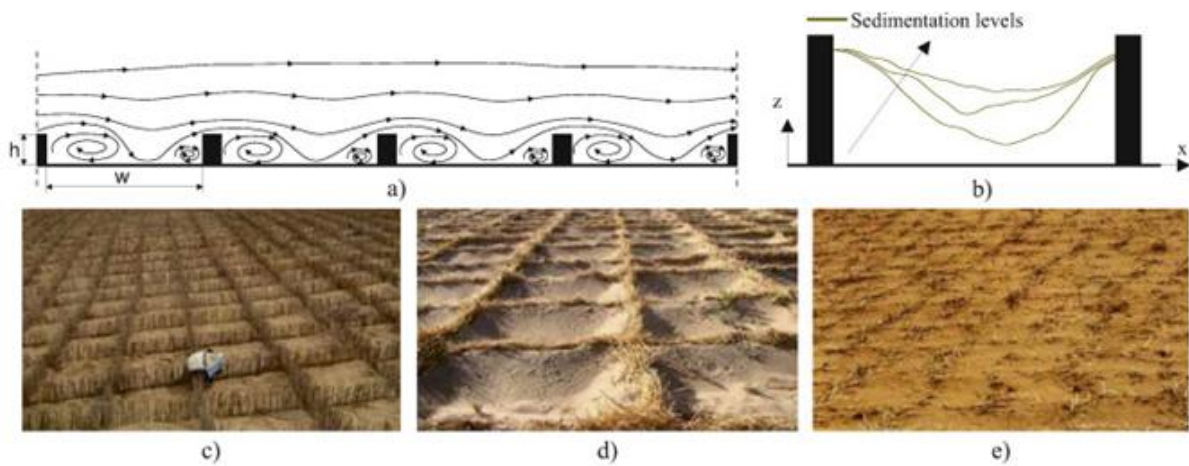 Sedimentation levels
h
w
a)
z
x
b)
c)
d)
e)